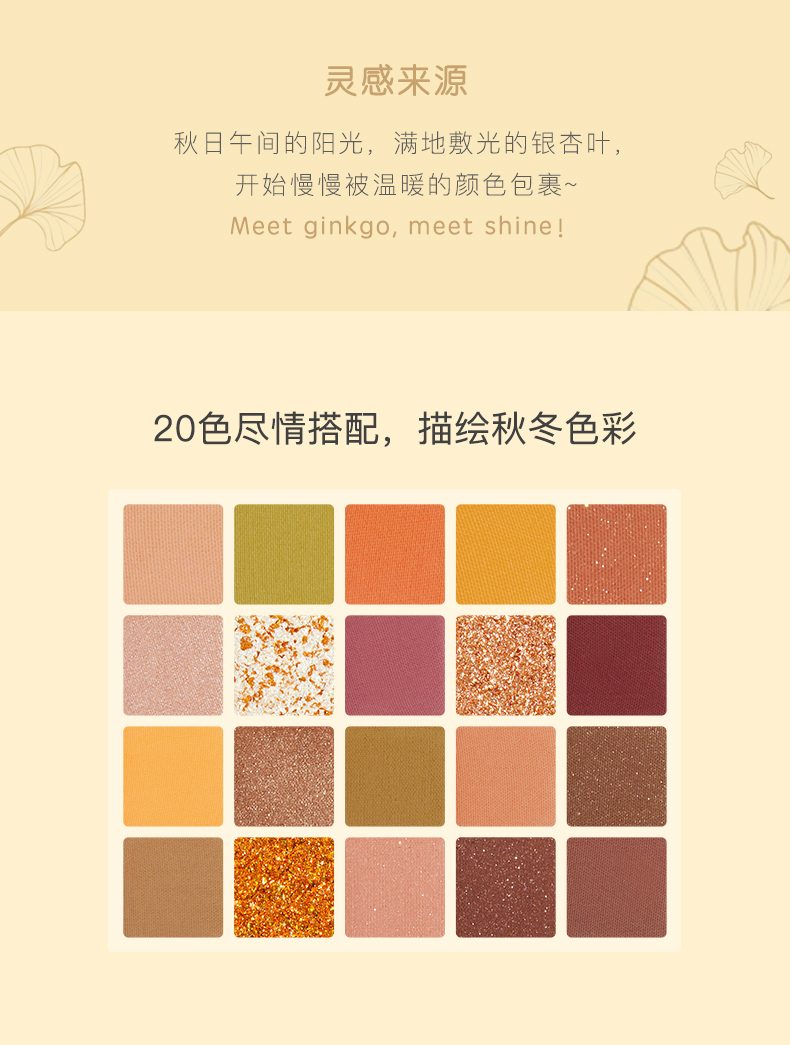 灵感来源
秋日午间的阳光，满地敷光的银杏叶，
开始慢慢被温暖的颜色包裹~
Meet ginkgo, meet shine!
20色尽情搭配，描绘秋冬色彩